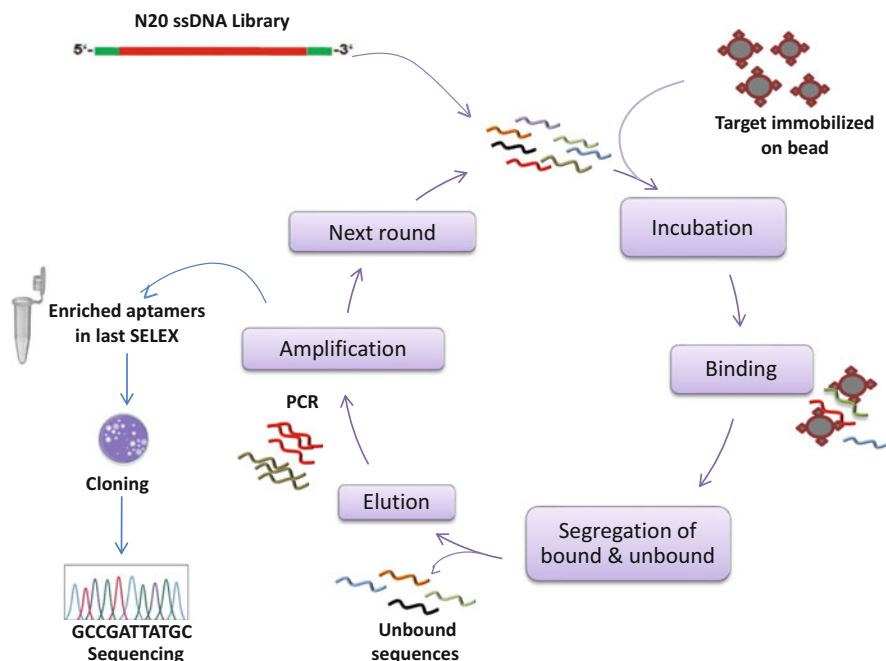 N20 ssDNA Library
5‘- -3‘
Target immobilized
on bead
Incubation
Next round
Binding
Enriched aptamers
in last SELEX
Amplification
PCR
Cloning
Elution
Segregation of
bound & unbound
Unbound
sequences
GCCGATTATGC
Sequencing